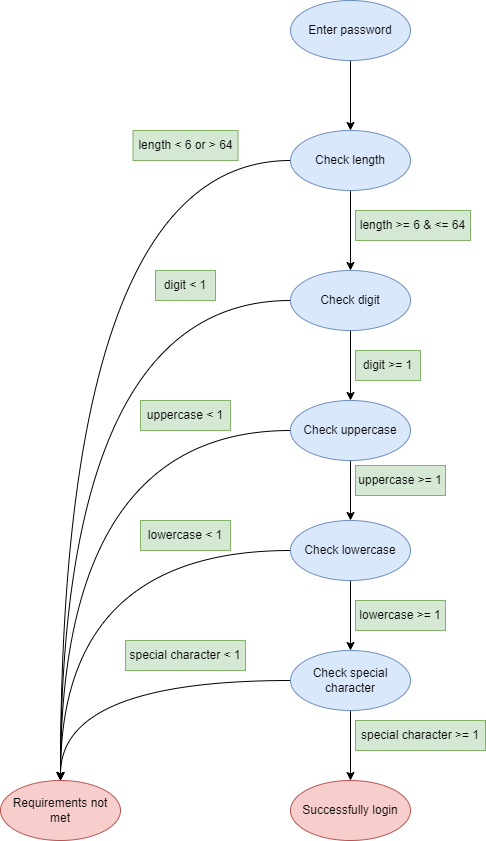 Enter password
length < 6 or > 64
Check length
length >= 6 & <= 64
digit < 1
Check digit
digit >= 1
uppercase < 1
Check uppercase
uppercase >= 1
lowercase < 1
Check lowercase
lowercase >= 1
special character < 1
Check special
character
special character >= 1
Requirements not
met
Successfully login